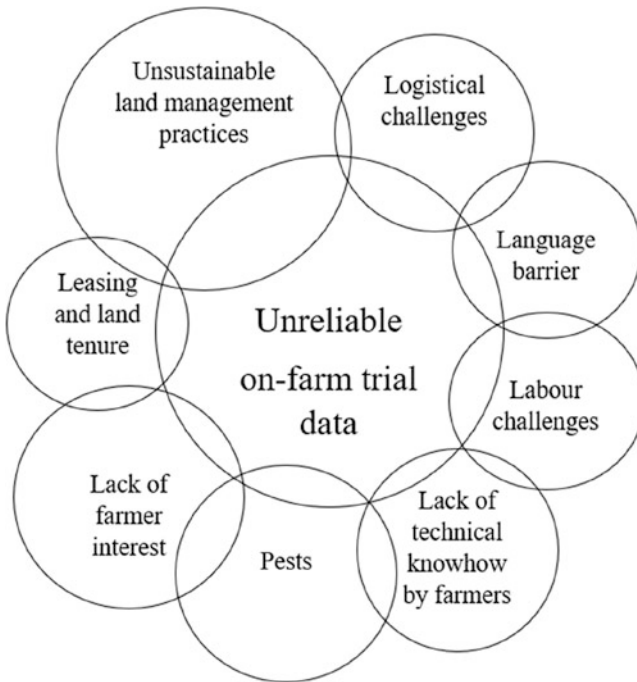 Unsustainable
land management
practices
Logistical
challenges
Language
barrier
Labour
challenges
Lack of
technical
knowhow
by farmers
Pests
Lack of
farmer
interest
Leasing
and land
tenure
Unreliable
on-farm trial
data